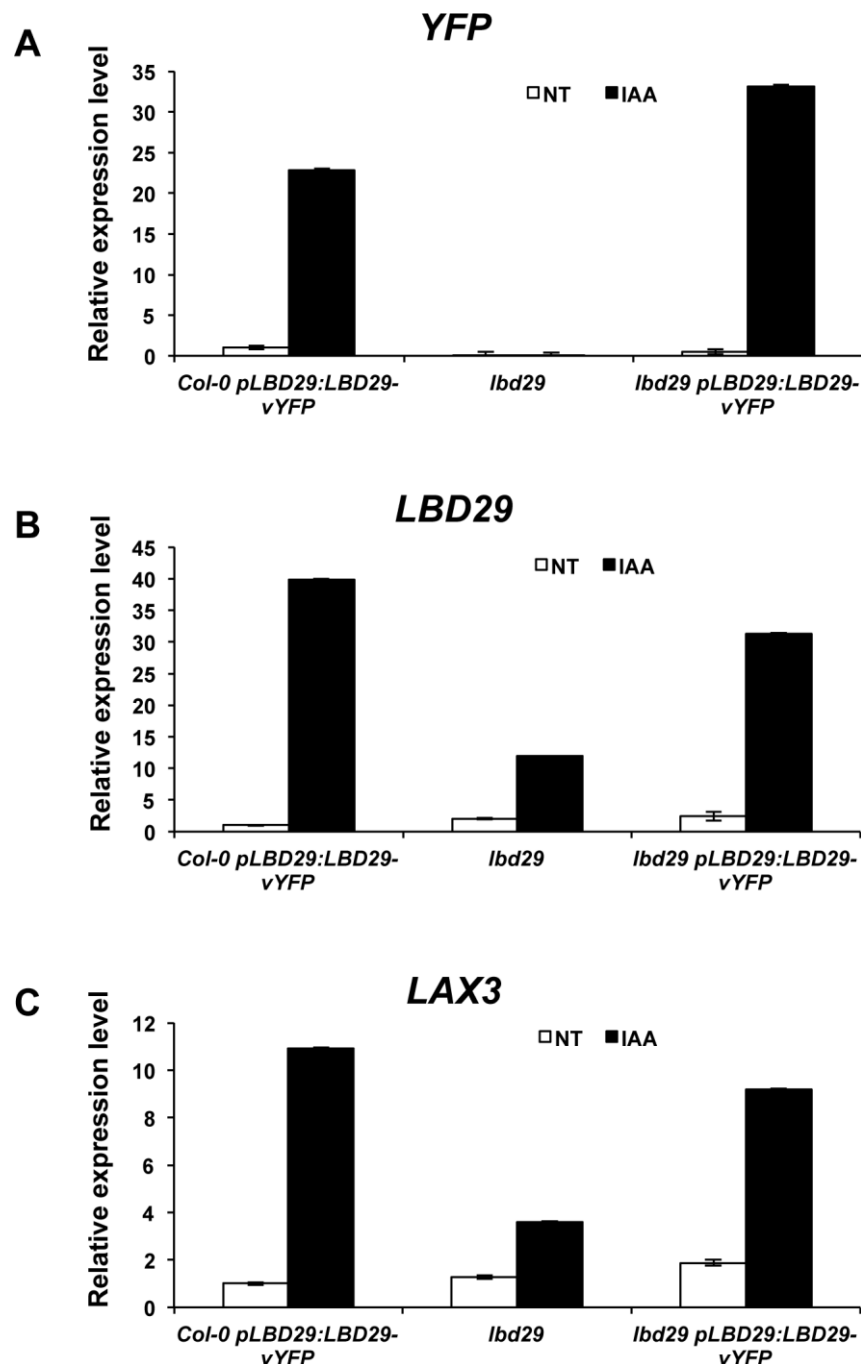 A
YFP
Relative expression level
35
30
25
20
15
10
5
0
NT IAA
Col-0 pLBD29:LBD29-
vYFP
lbd29
lbd29 pLBD29:LBD29-
vYFP
B
LBD29
Relative expression level
45
40
35
30
25
20
15
10
5
0
NT IAA
Col-0 pLBD29:LBD29-
vYFP
lbd29
lbd29 pLBD29:LBD29-
vYFP
C
LAX3
Relative expression level
12
10
8
6
4
2
0
NT IAA
Col-0 pLBD29:LBD29-
vYFP
lbd29
lbd29 pLBD29:LBD29-
vYFP